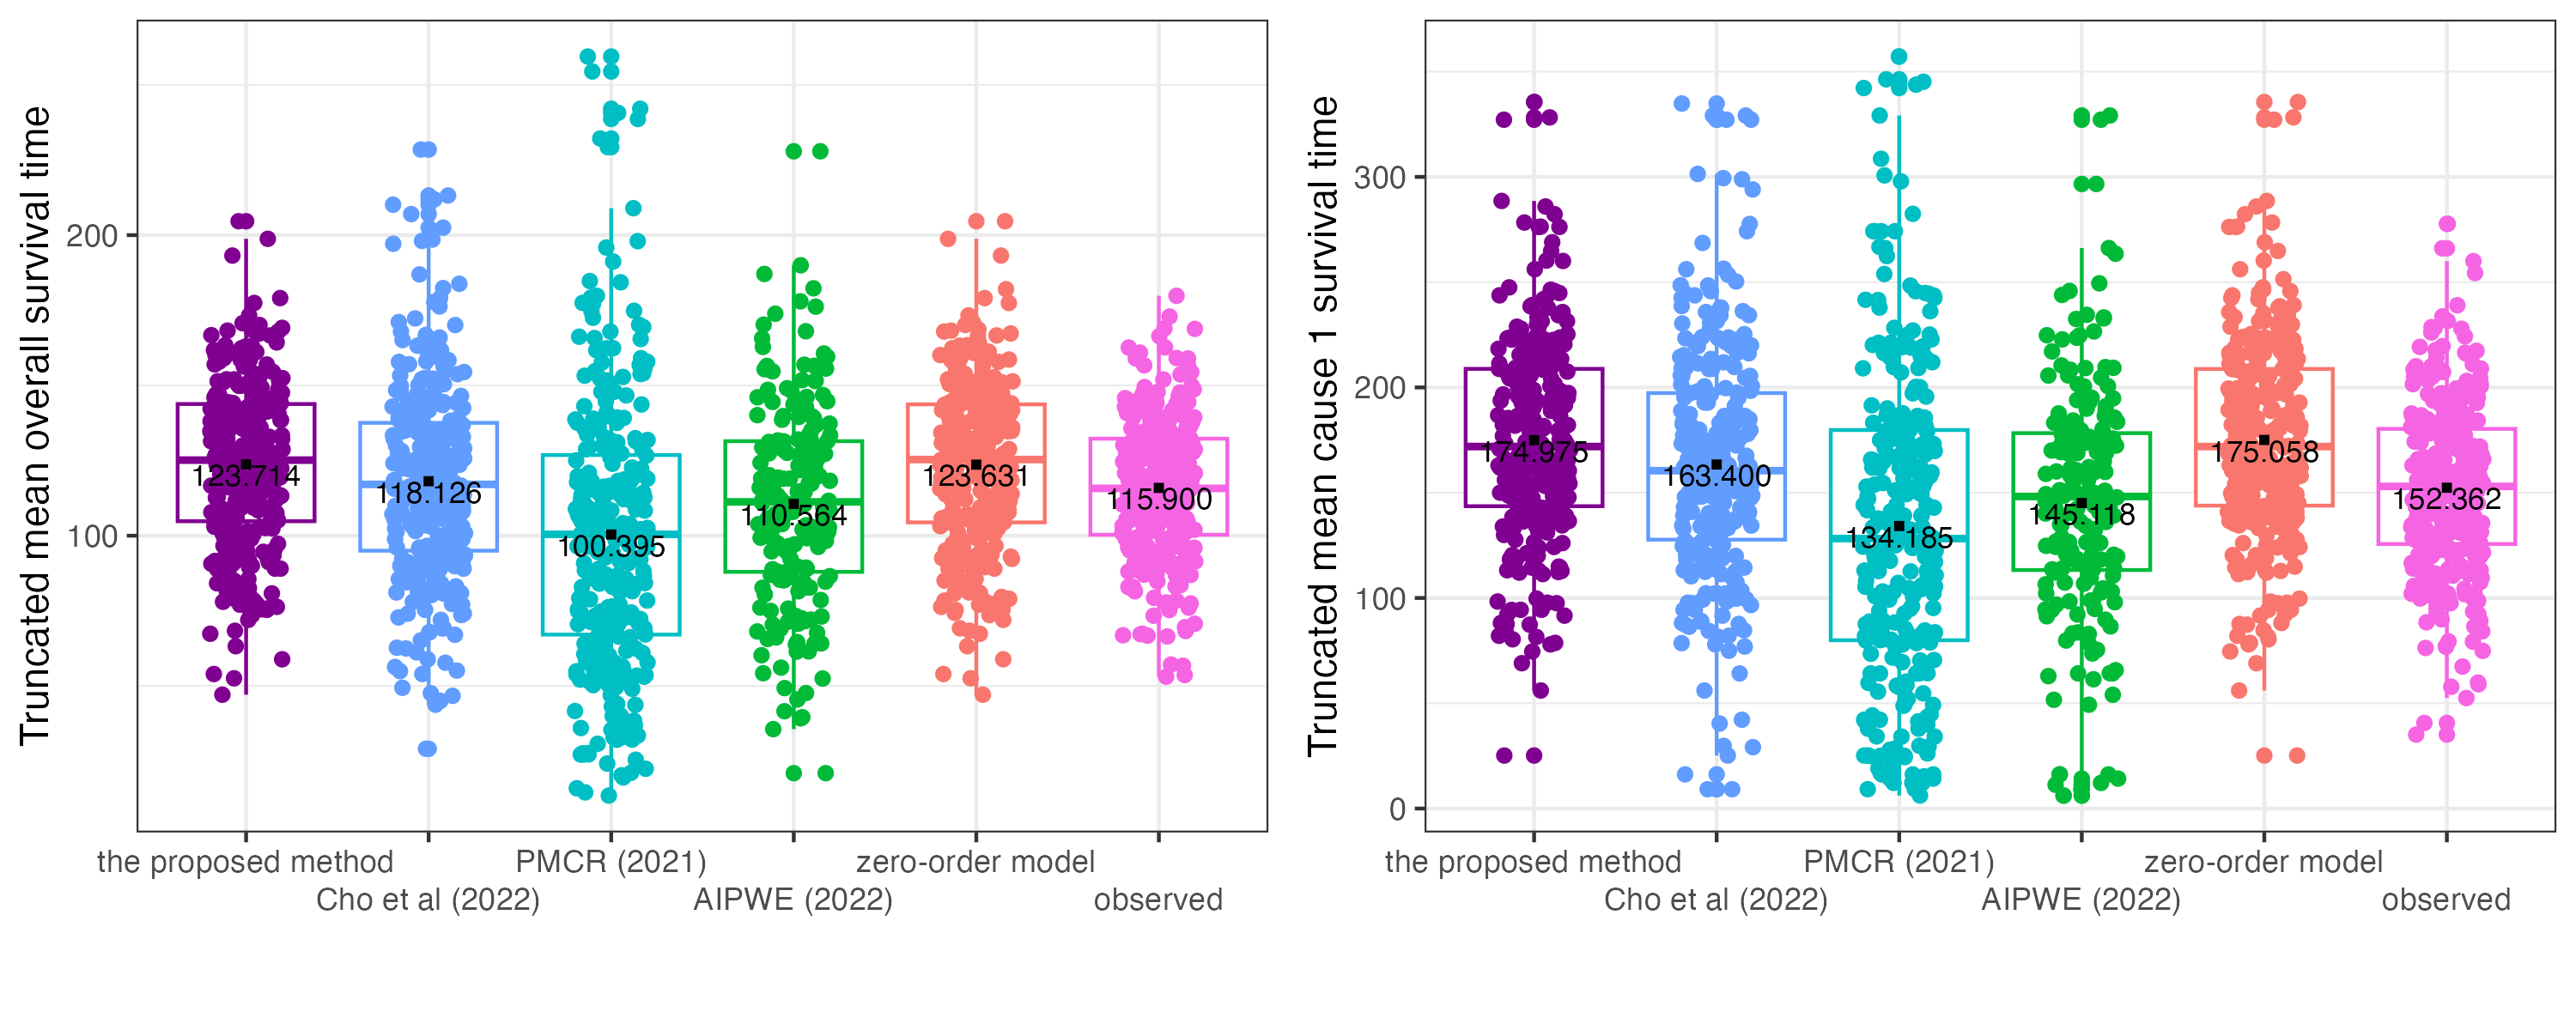 Truncated mean overall survival time
200
100
123.714
118.126
100.395
110.564
123.631
115.900
the proposed method
PMCR (2021)
zero-order model
Cho et al (2022)
AIPWE (2022)
observed
Truncated mean cause 1 survival time
300
200
100
0
174.975
163.400
134.185
145.118
175.058
152.362
the proposed method
PMCR (2021)
zero-order model
Cho et al (2022)
AIPWE (2022)
observed